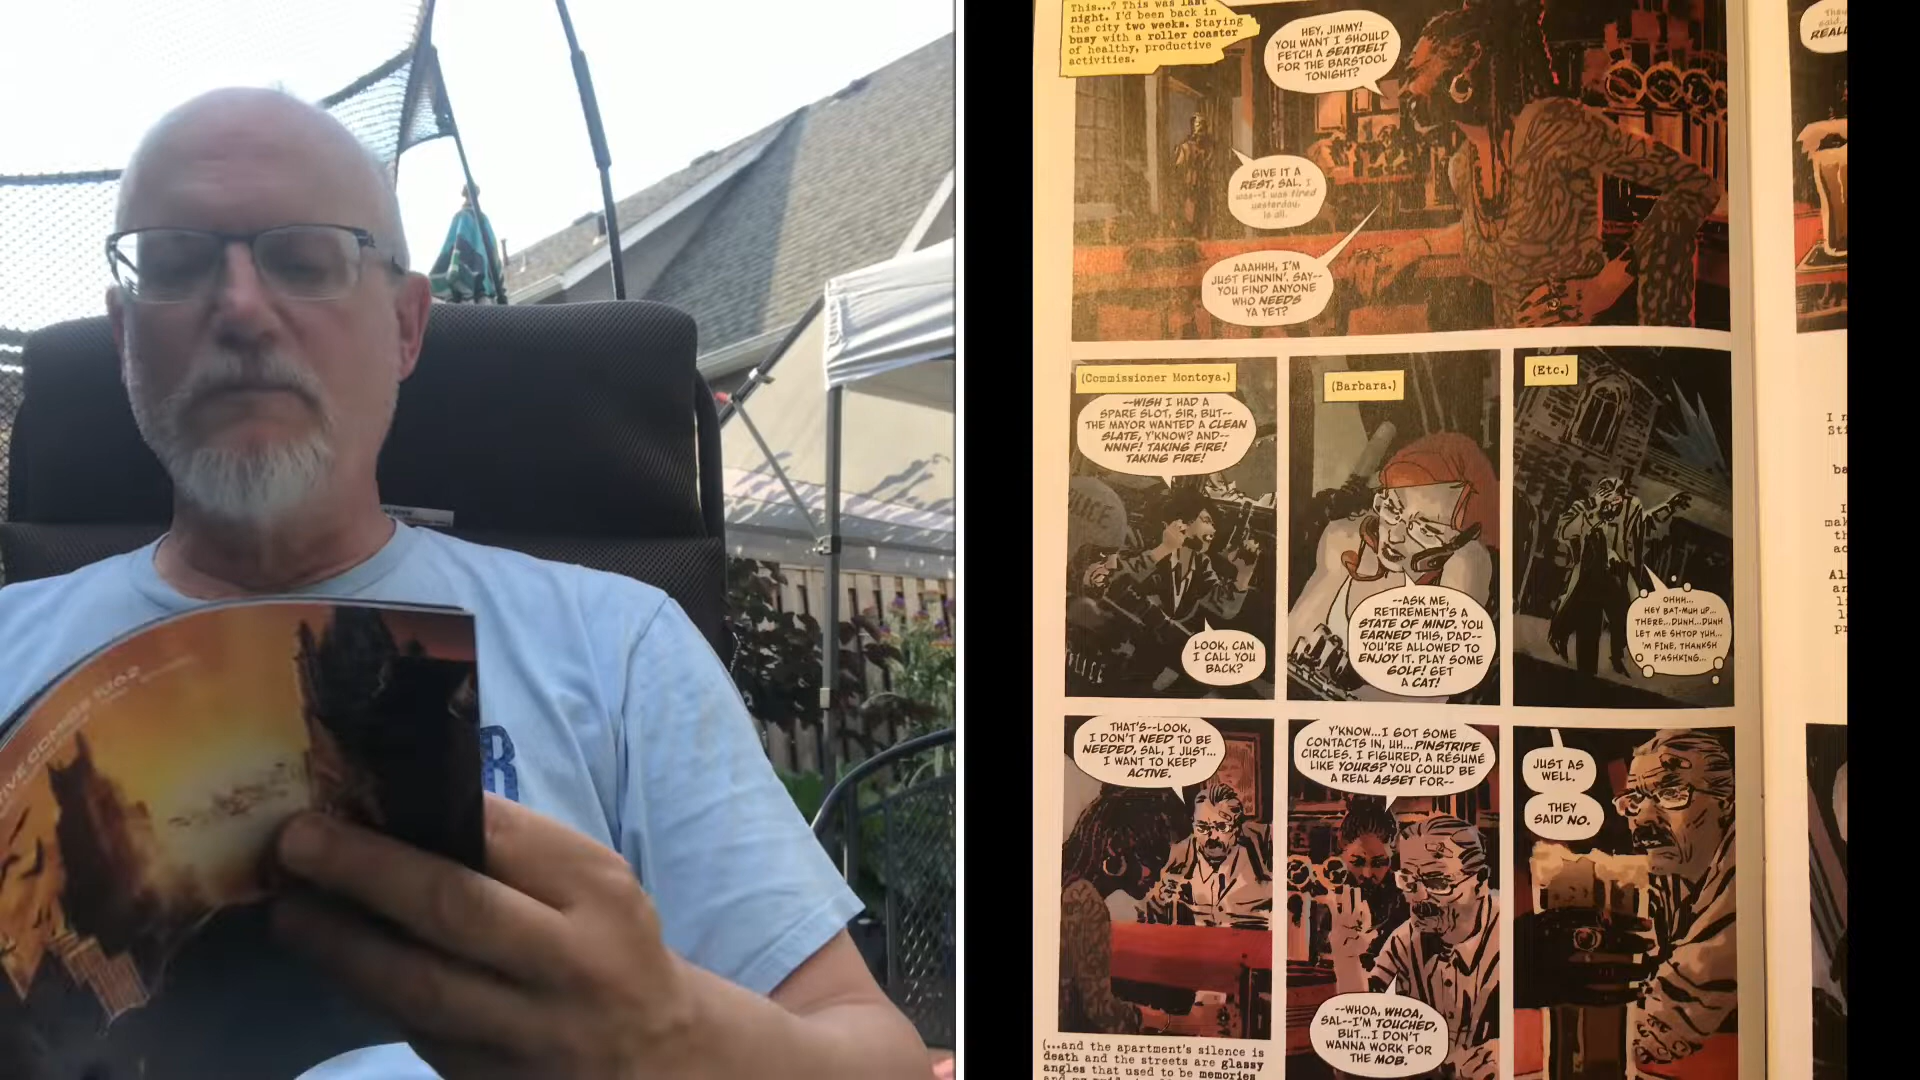 This...? This was last
night. I'd been back in
the city two weeks. Staying
busy with a roller coaster
of healthy, productive
activities.
HEY, JIMMY!
YOU WANT I SHOULD
FETCH A SEATBELT
FOR THE BARSTOOL
TONIGHT?
GIVE IT A
REST, SAL. I
was--I was tired
yesterday,
is all.
AAAHHH, I'M
JUST FUNNIN'. SAY--
YOU FIND ANYONE
WHO NEEDS
YA YET?
(Commissioner Montoya.)
--WISH I HAD A
SPARE SLOT, SIR, BUT--
THE MAYOR WANTED A CLEAN
SLATE, Y'KNOW? AND--
NNNF! TAKING FIRE!
TAKING FIRE!
LOOK, CAN
I CALL YOU
BACK?
(Barbara.)
--ASK ME,
RETIREMENT'S A
STATE OF MIND. YOU
EARNED THIS, DAD--
YOU'RE ALLOWED TO
ENJOY IT. PLAY SOME
GOLF! GET
A CAT!
(Etc.)
OHHH...
HEY BAT-MUH UP...
THERE...DUNH...DUNH
LET ME SHTOP YUH...
'M FINE, THANKSH
F'ASHKING...
THAT'S--LOOK,
I DON'T NEED TO BE
NEEDED, SAL, I JUST...
I WANT TO KEEP
ACTIVE.
Y'KNOW...I GOT SOME
CONTACTS IN, UH...PINSTRIPE
CIRCLES. I FIGURED, A RESUME
LIKE YOURS? YOU COULD BE
A REAL ASSET FOR--
--WHOA, WHOA,
SAL--I'M TOUCHED,
BUT...I DON'T
WANNA WORK FOR
THE MOB.
JUST AS
WELL.
THEY
SAID NO.
(...and the apartment's silence is
death and the streets are glassy
angles that used to be memories
POLICE
R